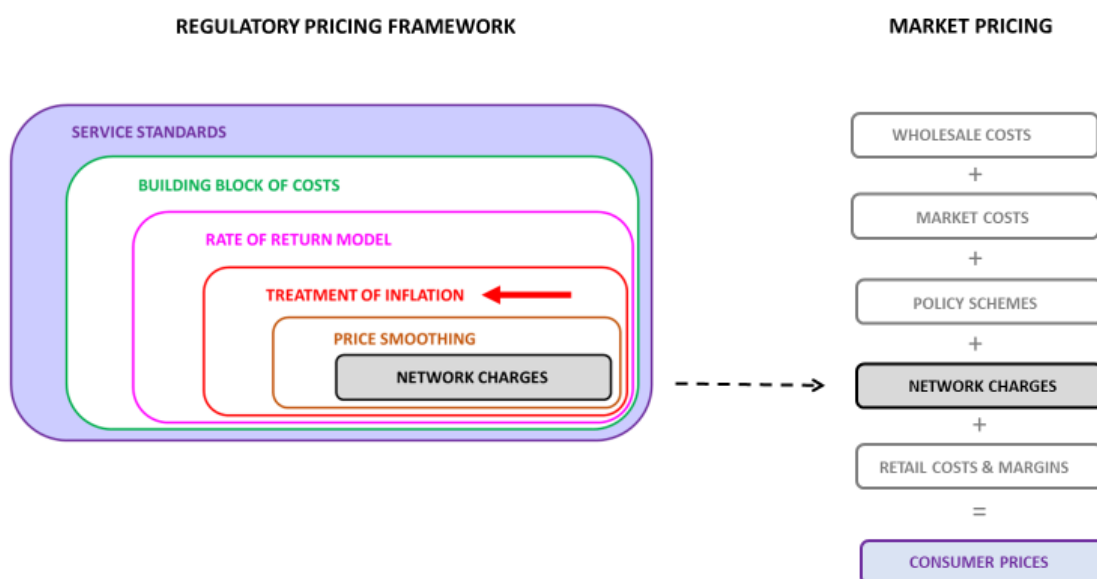 REGULATORY PRICING FRAMEWORK
SERVICE STANDARDS
BUILDING BLOCK OF COSTS
RATE OF RETURN MODEL
TREATMENT OF INFLATION
PRICE SMOOTHING
NETWORK CHARGES
MARKET PRICING
WHOLESALE COSTS
+
MARKET COSTS
+
POLICY SCHEMES
+
NETWORK CHARGES
+
RETAIL COSTS & MARGINS
=
CONSUMER PRICES